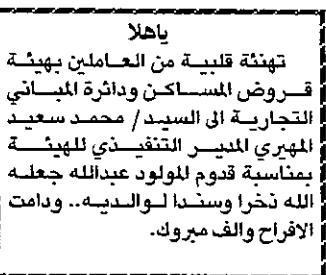 ياهلا
تهنئة قلبية من العاملين بهيئة
قروض المساكن ودائرة المباني
التجارية الى السيد/ محمد سعيد
المهيري المدير التنفيذي للهيئة
بمناسبة قدوم المولود عبدالله جعله
الله ذخرا وسندا لوالديه.. ودامت
الافراح والف مبروك.